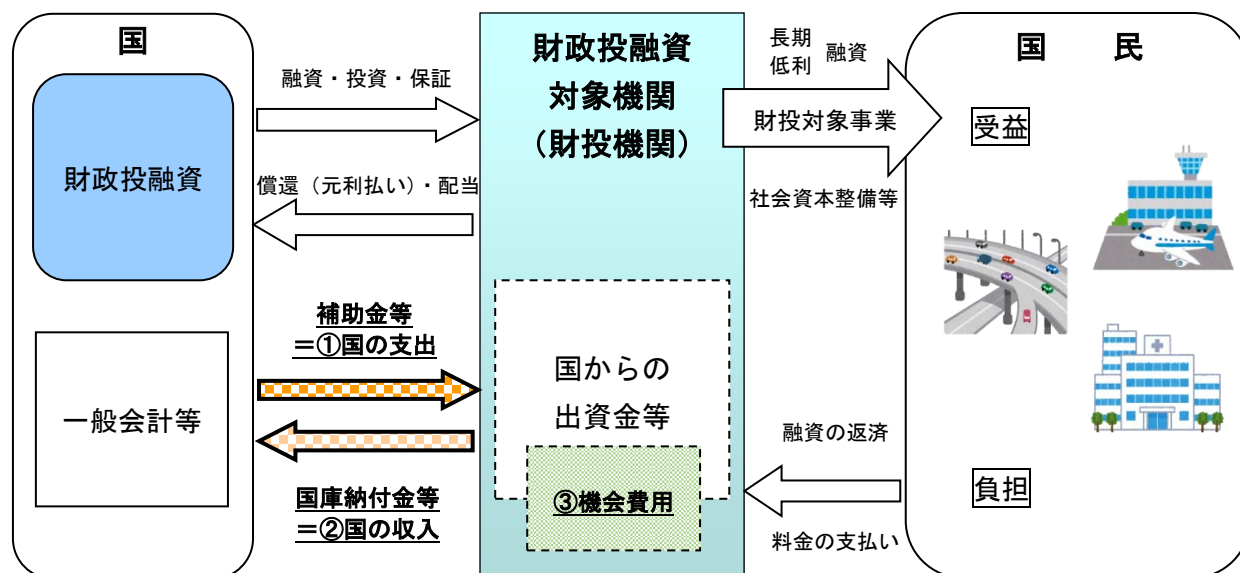 国
財政投融資
一般会計等
融資・投資・保証
償還（元利払い）・配当
補助金等
＝①国の支出
国庫納付金等
＝②国の収入
財政投融資
対象機関
（財投機関）
国からの
出資金等
③機会費用
長期
低利
融資
財投対象事業
社会資本整備等
融資の返済
料金の支払い
国　民
受益
負担